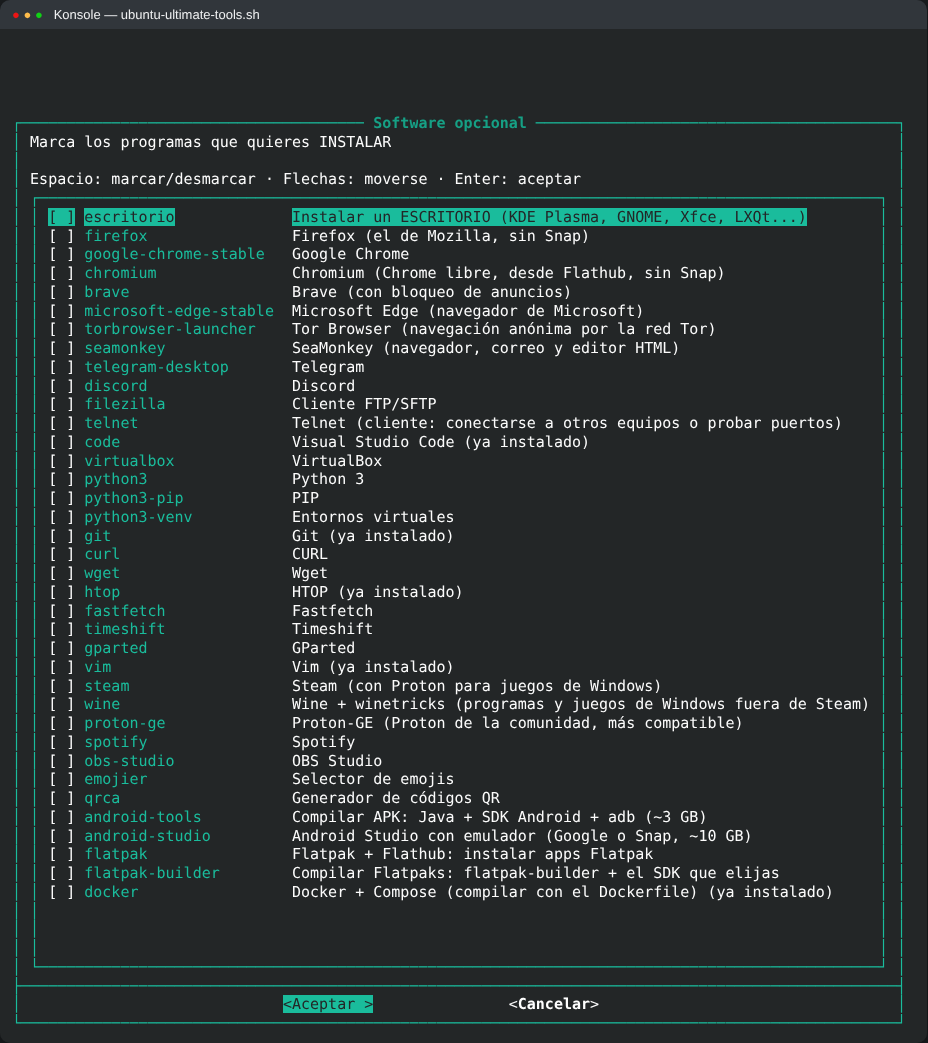 Konsole — ubuntu-ultimate-tools.sh
Software opcional
Marca los programas que quieres INSTALAR
Espacio: marcar/desmarcar · Flechas: moverse · Enter: aceptar
[ ] escritorio Instalar un ESCRITORIO (KDE Plasma, GNOME, Xfce, LXQt...)
[ ] firefox Firefox (el de Mozilla, sin Snap)
[ ] google-chrome-stable Google Chrome
[ ] chromium Chromium (Chrome libre, desde Flathub, sin Snap)
[ ] brave Brave (con bloqueo de anuncios)
[ ] microsoft-edge-stable Microsoft Edge (navegador de Microsoft)
[ ] torbrowser-launcher Tor Browser (navegación anónima por la red Tor)
[ ] seamonkey SeaMonkey (navegador, correo y editor HTML)
[ ] telegram-desktop Telegram
[ ] discord Discord
[ ] filezilla Cliente FTP/SFTP
[ ] telnet Telnet (cliente: conectarse a otros equipos o probar puertos)
[ ] code Visual Studio Code (ya instalado)
[ ] virtualbox VirtualBox
[ ] python3 Python 3
[ ] python3-pip PIP
[ ] python3-venv Entornos virtuales
[ ] git Git (ya instalado)
[ ] curl CURL
[ ] wget Wget
[ ] htop HTOP (ya instalado)
[ ] fastfetch Fastfetch
[ ] timeshift Timeshift
[ ] gparted GParted
[ ] vim Vim (ya instalado)
[ ] steam Steam (con Proton para juegos de Windows)
[ ] wine Wine + winetricks (programas y juegos de Windows fuera de Steam)
[ ] proton-ge Proton-GE (Proton de la comunidad, más compatible)
[ ] spotify Spotify
[ ] obs-studio OBS Studio
[ ] emojier Selector de emojis
[ ] qrca Generador de códigos QR
[ ] android-tools Compilar APK: Java + SDK Android + adb (~3 GB)
[ ] android-studio Android Studio con emulador (Google o Snap, ~10 GB)
[ ] flatpak Flatpak + Flathub: instalar apps Flatpak
[ ] flatpak-builder Compilar Flatpaks: flatpak-builder + el SDK que elijas
[ ] docker Docker + Compose (compilar con el Dockerfile) (ya instalado)
<Aceptar > <Cancelar>